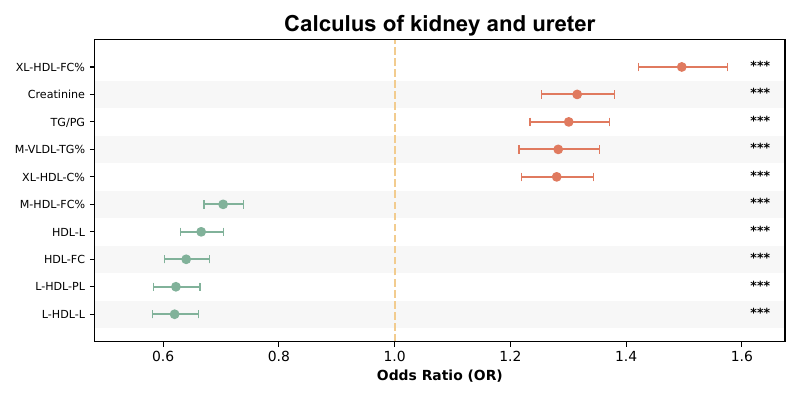 Calculus of kidney and ureter
XL-HDL-FC% ***
Creatinine ***
TG/PG ***
M-VLDL-TG% ***
XL-HDL-C% ***
M-HDL-FC% ***
HDL-L ***
HDL-FC ***
L-HDL-PL ***
L-HDL-L ***
0.6 0.8 1.0 1.2 1.4 1.6
Odds Ratio (OR)